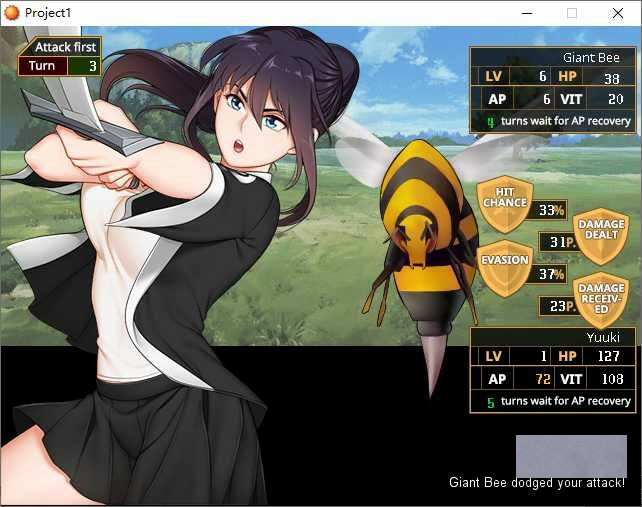 Project1
Attack first
Turn 3
Giant Bee
LV 6 HP 38
AP 6 VIT 20
4 turns wait for AP recovery
HIT
CHANCE
33%
DAMAGE
DEALT
31P.
EVASION
37%
DAMAGE
RECEIV-
ED
23P.
Yuuki
LV 1 HP 127
AP 72 VIT 108
5 turns wait for AP recovery
Giant Bee dodged your attack!